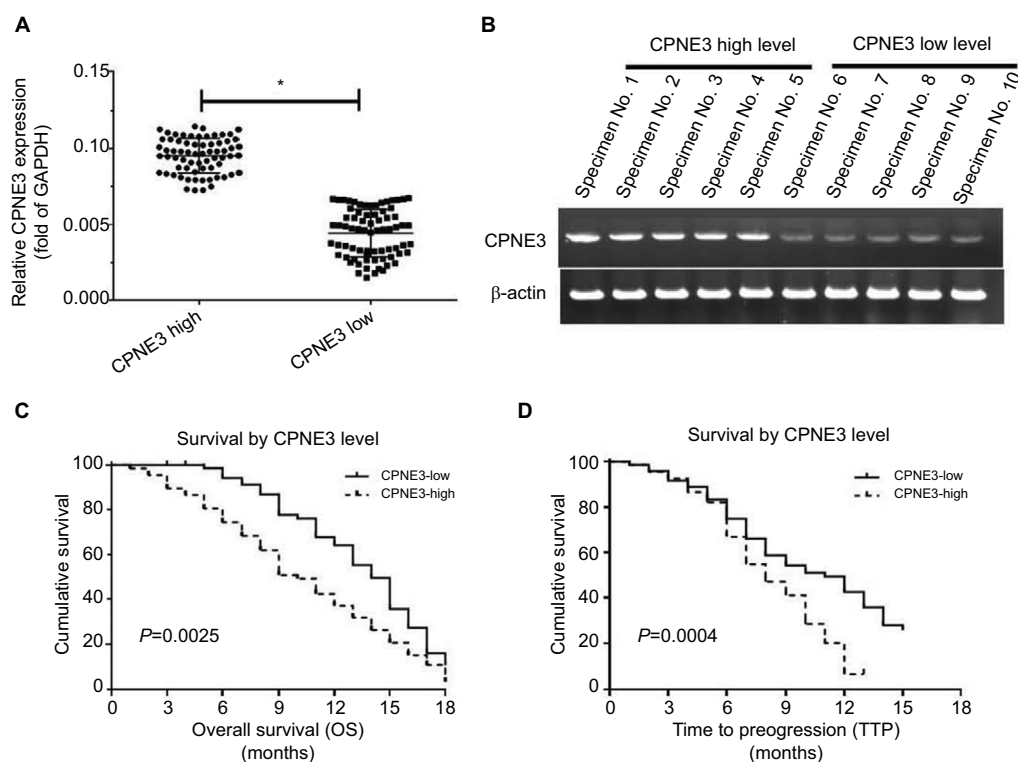 A
Relative CPNE3 expression
(fold of GAPDH)
0.15
0.10
0.005
0.000
*
CPNE3 high
CPNE3 low
B
CPNE3 high level
CPNE3 low level
Specimen No. 1
Specimen No. 2
Specimen No. 3
Specimen No. 4
Specimen No. 5
Specimen No. 6
Specimen No. 7
Specimen No. 8
Specimen No. 9
Specimen No. 10
CPNE3
β-actin
C
Survival by CPNE3 level
Cumulative survival
100
80
60
40
20
0
CPNE3-low
CPNE3-high
P=0.0025
0 3 6 9 12 15 18
Overall survival (OS)
(months)
D
Survival by CPNE3 level
Cumulative survival
100
80
60
40
20
0
CPNE3-low
CPNE3-high
P=0.0004
0 3 6 9 12 15 18
Time to preogression (TTP)
(months)